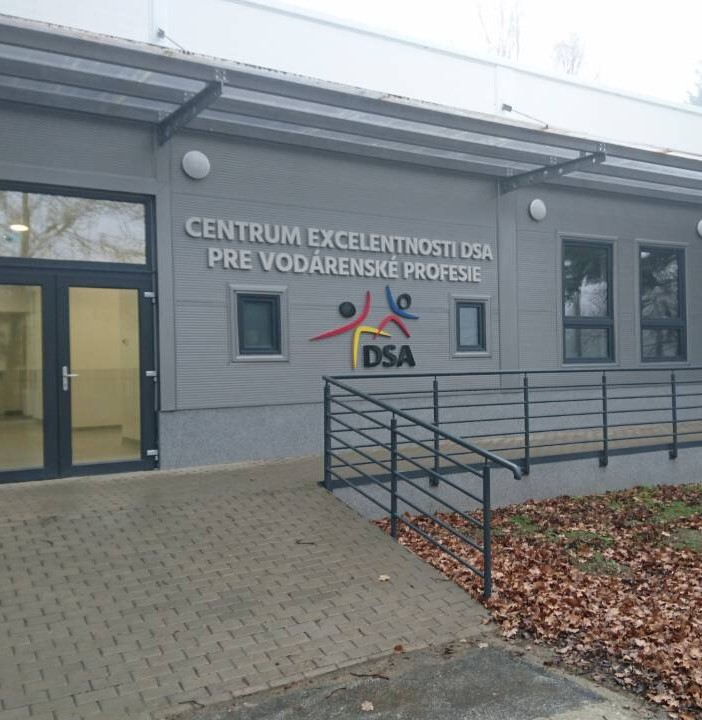 CENTRUM EXCELENTNOSTI DSA
PRE VODÁRENSKÉ PROFESIE
DSA